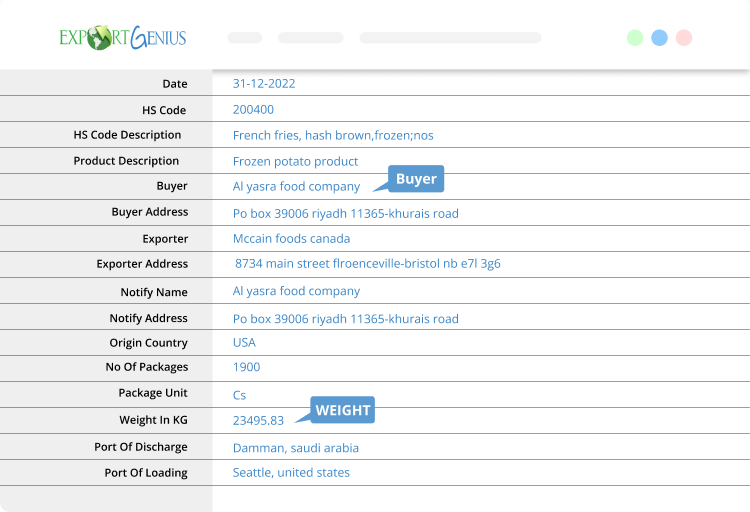 EXPORTGENIUS
Date 31-12-2022
HS Code 200400
HS Code Description French fries, hash brown,frozen;nos
Product Description Frozen potato product
Buyer Al yasra food company Buyer
Buyer Address Po box 39006 riyadh 11365-khurais road
Exporter Mccain foods canada
Exporter Address 8734 main street flroenceville-bristol nb e7l 3g6
Notify Name Al yasra food company
Notify Address Po box 39006 riyadh 11365-khurais road
Origin Country USA
No Of Packages 1900
Package Unit Cs
Weight In KG 23495.83 WEIGHT
Port Of Discharge Damman, saudi arabia
Port Of Loading Seattle, united states